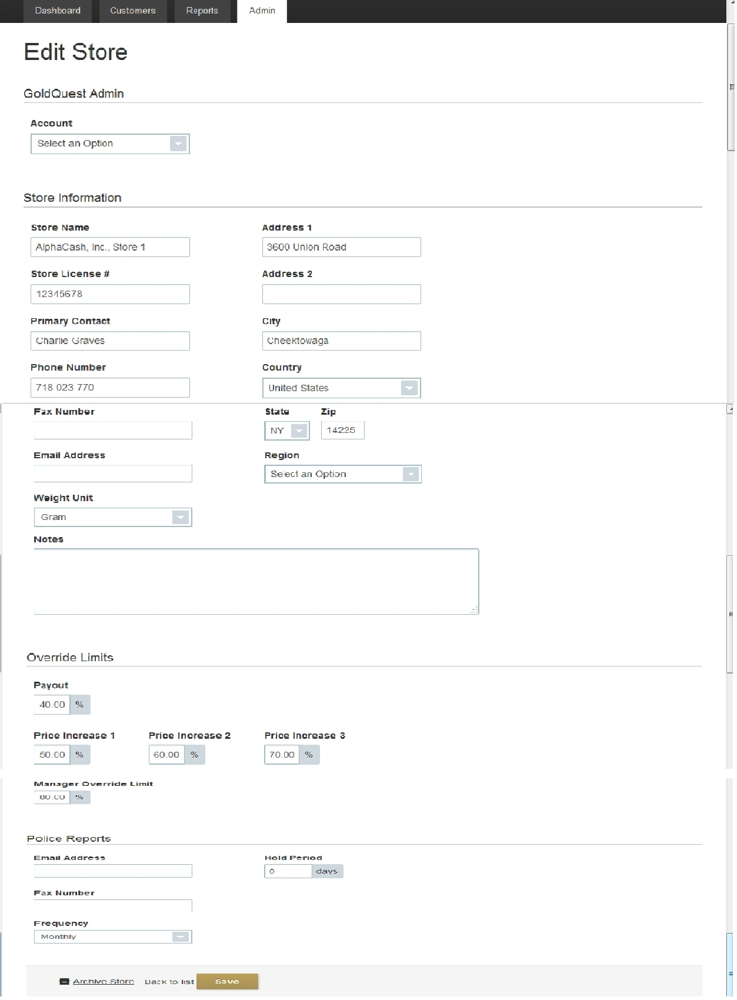 Dashboard Customers Reports Admin
Edit Store
GoldQuest Admin
Account
Select an Option
Store Information
Store Name Address 1
AlphaCash, Inc., Store 1 3600 Union Road
Store License # Address 2
12345678
Primary Contact City
Charlie Graves Cheektowaga
Phone Number Country
718 023 770 United States
Fax Number State Zip
NY 14225
Email Address Region
Select an Option
Weight Unit
Gram
Notes
Override Limits
Payout
40.00 %
Price Increase 1 Price Increase 2 Price Increase 3
50.00 % 60.00 % 70.00 %
Manager Override Limit
80.00 %
Police Reports
Email Address Hold Period
0 days
Fax Number
Frequency
Monthly
Archive Store Back to list Save